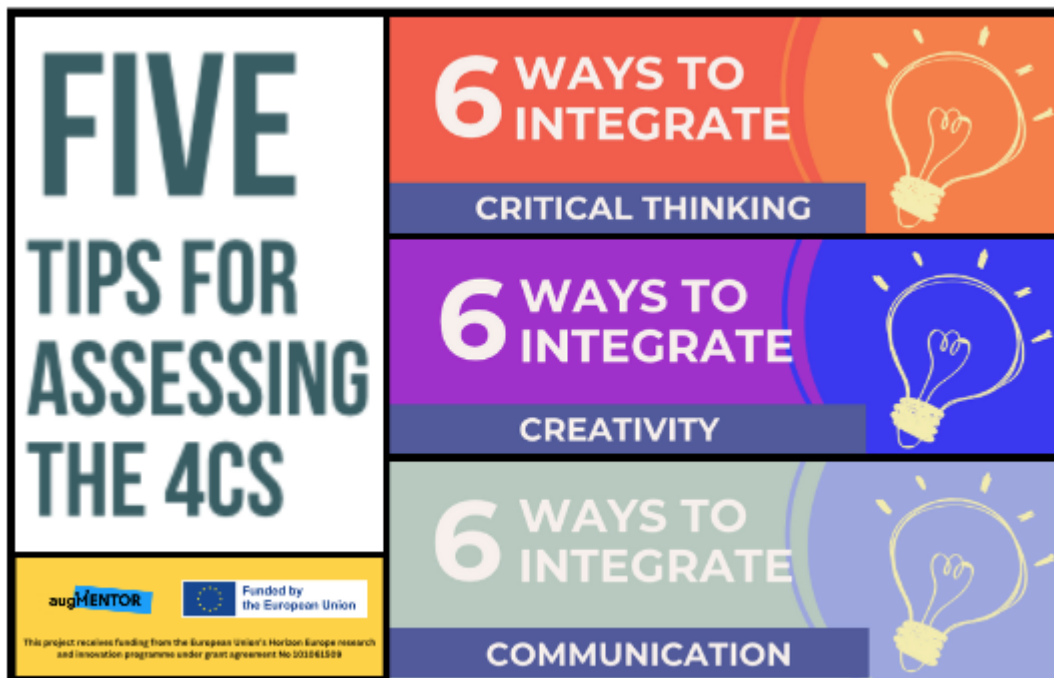 FIVE
TIPS FOR
ASSESSING
THE 4CS
augMENTOR
Funded by
the European Union
This project receives funding from the European Union's Horizon Europe research
and innovation programme under grant agreement No 101061509
6 WAYS TO
INTEGRATE
CRITICAL THINKING
6 WAYS TO
INTEGRATE
CREATIVITY
6 WAYS TO
INTEGRATE
COMMUNICATION